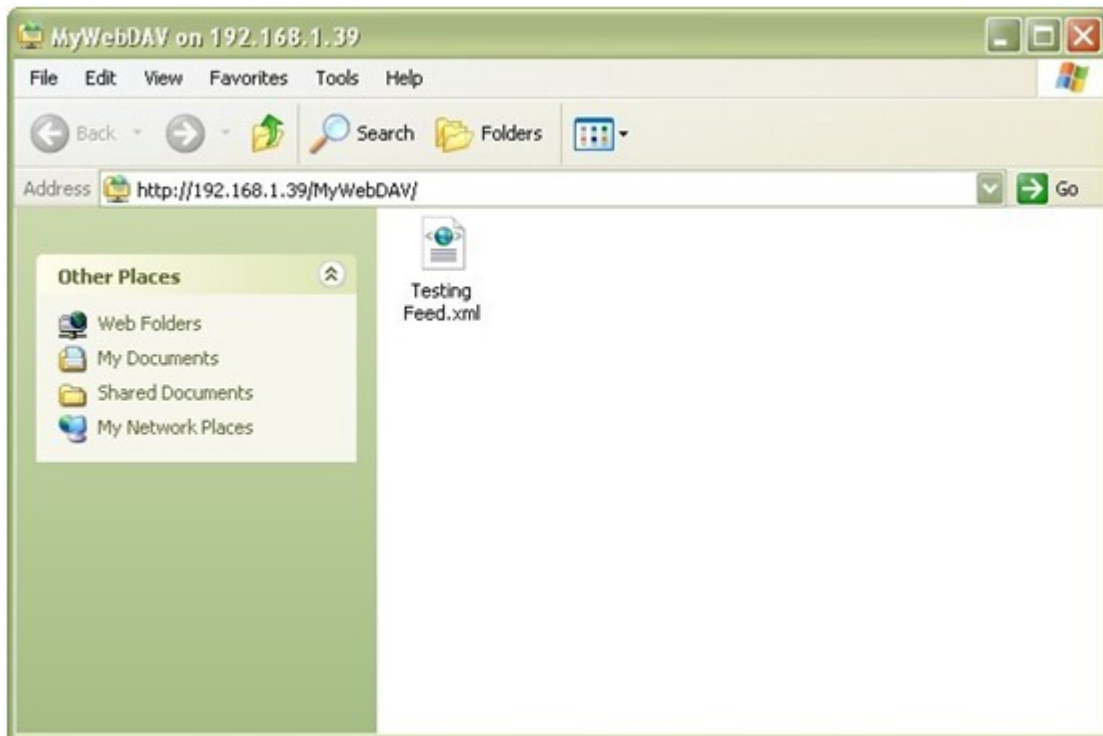 MyWebDAV on 192.168.1.39
File Edit View Favorites Tools Help
Back Search Folders
Address http://192.168.1.39/MyWebDAV/ Go
Other Places
Web Folders
My Documents
Shared Documents
My Network Places
Testing
Feed.xml